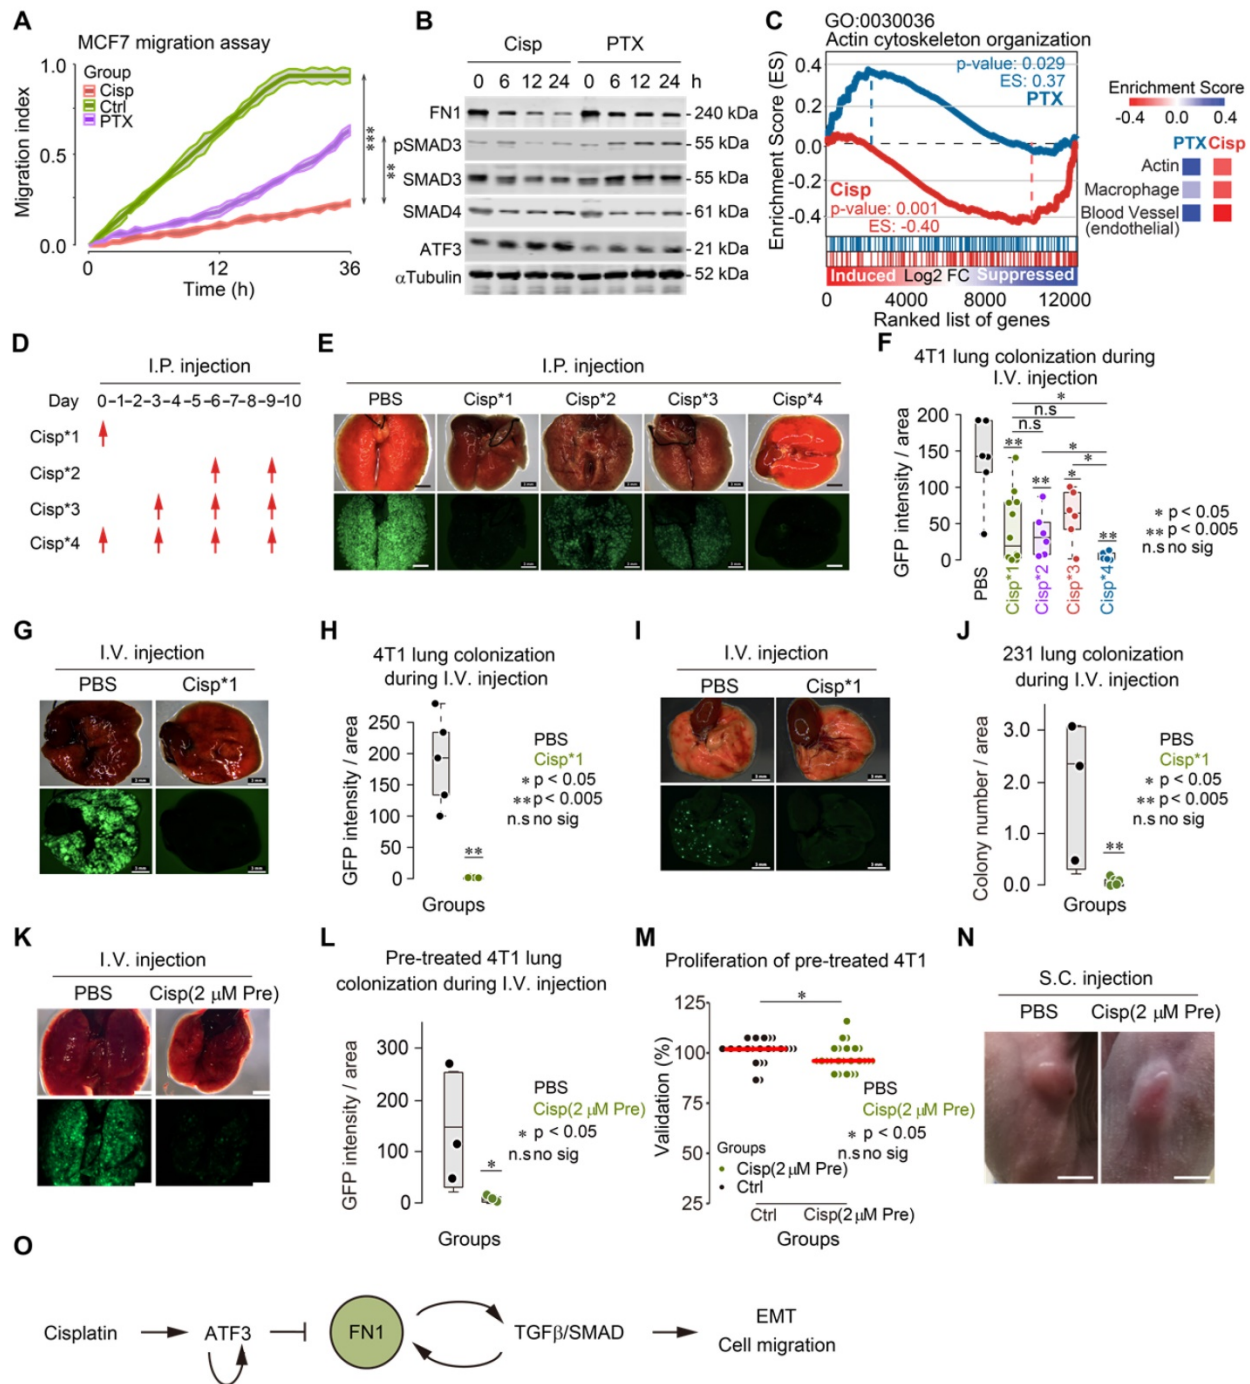 A
MCF7 migration assay
Group
Cisp
Ctrl
PTX
1.0
0.5
0.0
Migration index
0 12 36
Time (h)
***
**
B
Cisp PTX
0 6 12 24 0 6 12 24 h
FN1 240 kDa
pSMAD3 55 kDa
SMAD3 55 kDa
SMAD4 61 kDa
ATF3 21 kDa
αTubulin 52 kDa
C
GO:0030036
Actin cytoskeleton organization
Enrichment Score (ES)
0.4
0.2
0.0
-0.2
-0.4
p-value: 0.029
ES: 0.37
PTX
Cisp
p-value: 0.001
ES: -0.40
Induced Log2 FC Suppressed
0 4000 8000 12000
Ranked list of genes
Enrichment Score
-0.4 0.0 0.4
PTX Cisp
Actin
Macrophage
Blood Vessel
(endothelial)
D
I.P. injection
Day 0-1-2-3-4-5-6-7-8-9-10
Cisp*1
Cisp*2
Cisp*3
Cisp*4
E
I.P. injection
PBS Cisp*1 Cisp*2 Cisp*3 Cisp*4
F
4T1 lung colonization during
I.V. injection
GFP intensity / area
200
150
100
50
0
*
n.s
n.s
*
*
** ** * **
PBS Cisp*1 Cisp*2 Cisp*3 Cisp*4
* p < 0.05
** p < 0.005
n.s no sig
G
I.V. injection
PBS Cisp*1
H
4T1 lung colonization
during I.V. injection
GFP intensity / area
250
200
150
100
50
0
**
PBS
Cisp*1
* p < 0.05
** p < 0.005
n.s no sig
Groups
I
I.V. injection
PBS Cisp*1
J
231 lung colonization
during I.V. injection
Colony number / area
3.0
2.0
1.0
0.0
**
PBS
Cisp*1
* p < 0.05
** p < 0.005
n.s no sig
Groups
K
I.V. injection
PBS Cisp(2 μM Pre)
L
Pre-treated 4T1 lung
colonization during I.V. injection
GFP intensity / area
300
200
100
0
*
PBS
Cisp(2 μM Pre)
* p < 0.05
n.s no sig
Groups
M
Proliferation of pre-treated 4T1
Validation (%)
125
100
75
50
25
*
PBS
Cisp(2 μM Pre)
* p < 0.05
n.s no sig
Groups
Cisp(2 μM Pre)
Ctrl
Ctrl Cisp(2 μM Pre)
Groups
N
S.C. injection
PBS Cisp(2 μM Pre)
O
Cisplatin ATF3 FN1 TGFβ/SMAD
EMT
Cell migration